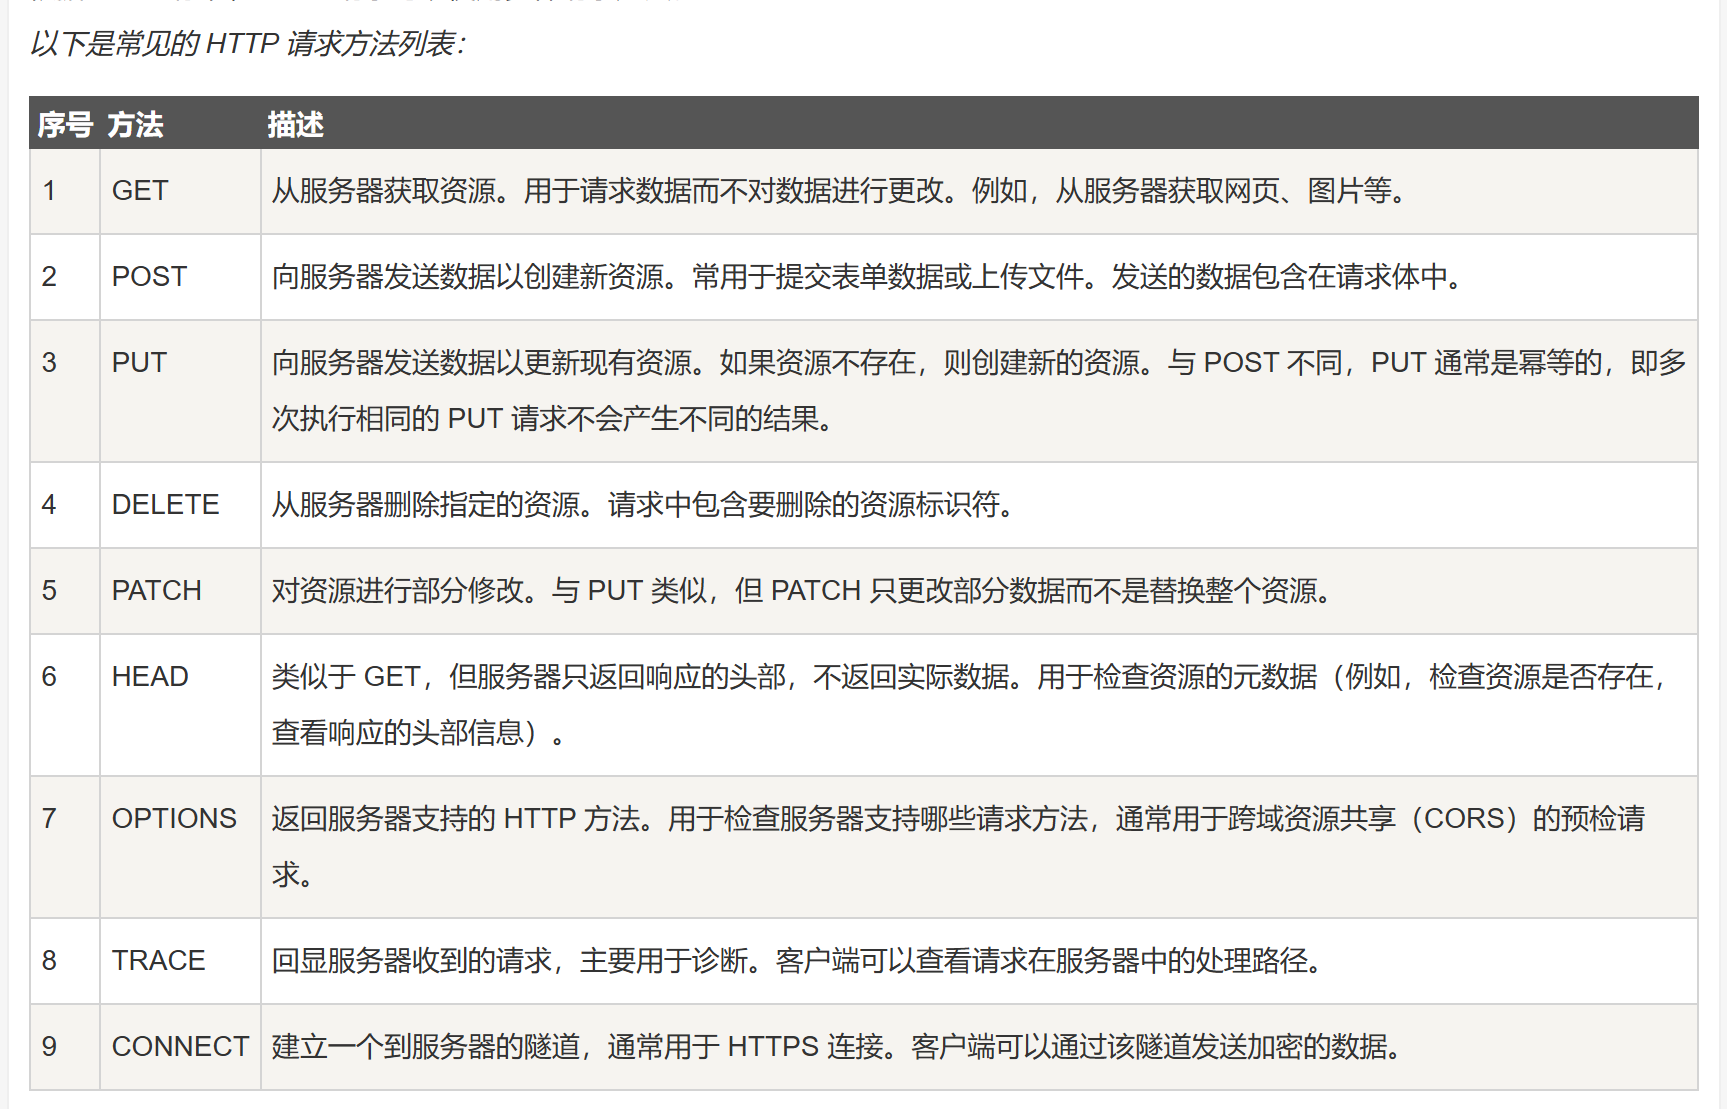 以下是常见的 HTTP 请求方法列表：
序号 方法 描述
1 GET 从服务器获取资源。用于请求数据而不对数据进行更改。例如，从服务器获取网页、图片等。
2 POST 向服务器发送数据以创建新资源。常用于提交表单数据或上传文件。发送的数据包含在请求体中。
3 PUT 向服务器发送数据以更新现有资源。如果资源不存在，则创建新的资源。与 POST 不同，PUT 通常是幂等的，即多
次执行相同的 PUT 请求不会产生不同的结果。
4 DELETE 从服务器删除指定的资源。请求中包含要删除的资源标识符。
5 PATCH 对资源进行部分修改。与 PUT 类似，但 PATCH 只更改部分数据而不是替换整个资源。
6 HEAD 类似于 GET，但服务器只返回响应的头部，不返回实际数据。用于检查资源的元数据（例如，检查资源是否存在，
查看响应的头部信息）。
7 OPTIONS 返回服务器支持的 HTTP 方法。用于检查服务器支持哪些请求方法，通常用于跨域资源共享（CORS）的预检请
求。
8 TRACE 回显服务器收到的请求，主要用于诊断。客户端可以查看请求在服务器中的处理路径。
9 CONNECT 建立一个到服务器的隧道，通常用于 HTTPS 连接。客户端可以通过该隧道发送加密的数据。